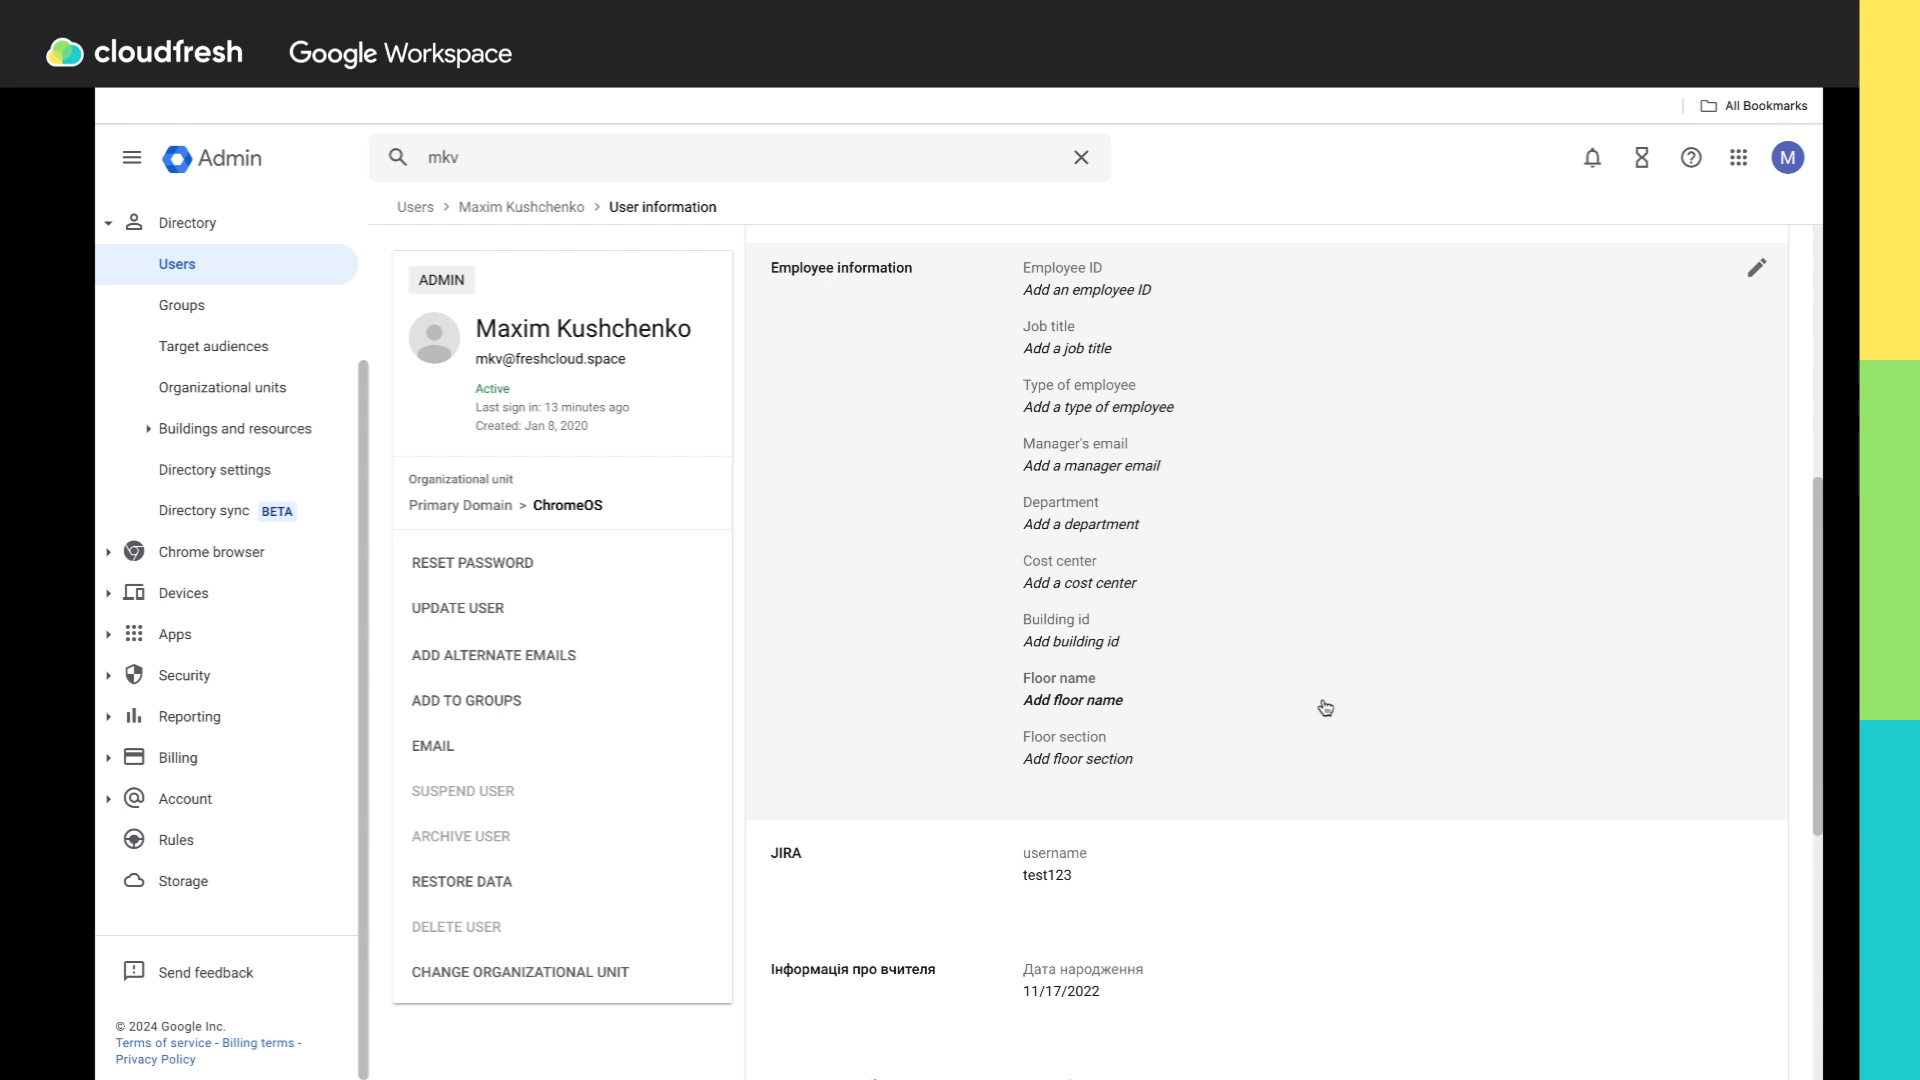 cloudfresh Google Workspace
All Bookmarks
Admin
mkv
M
Users > Maxim Kushchenko > User information
Directory
Users
Groups
Target audiences
Organizational units
Buildings and resources
Directory settings
Directory sync BETA
Chrome browser
Devices
Apps
Security
Reporting
Billing
Account
Rules
Storage
Send feedback
© 2024 Google Inc.
Terms of service - Billing terms -
Privacy Policy
ADMIN
Maxim Kushchenko
mkv@freshcloud.space
Active
Last sign in: 13 minutes ago
Created: Jan 8, 2020
Organizational unit
Primary Domain > ChromeOS
RESET PASSWORD
UPDATE USER
ADD ALTERNATE EMAILS
ADD TO GROUPS
EMAIL
SUSPEND USER
ARCHIVE USER
RESTORE DATA
DELETE USER
CHANGE ORGANIZATIONAL UNIT
Employee information
Employee ID
Add an employee ID
Job title
Add a job title
Type of employee
Add a type of employee
Manager's email
Add a manager email
Department
Add a department
Cost center
Add a cost center
Building id
Add building id
Floor name
Add floor name
Floor section
Add floor section
JIRA
username
test123
Інформація про вчителя
Дата народження
11/17/2022